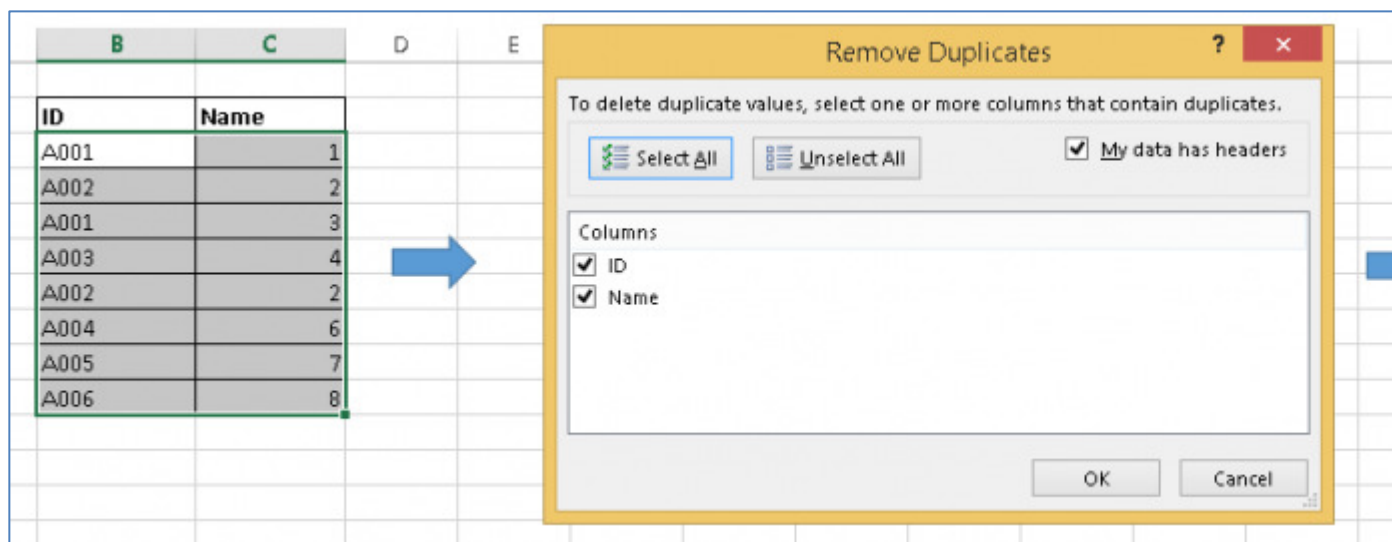 B C D E
ID Name
A001 1
A002 2
A001 3
A003 4
A002 2
A004 6
A005 7
A006 8
Remove Duplicates ? ×
To delete duplicate values, select one or more columns that contain duplicates.
Select All Unselect All My data has headers
Columns
ID
Name
OK Cancel